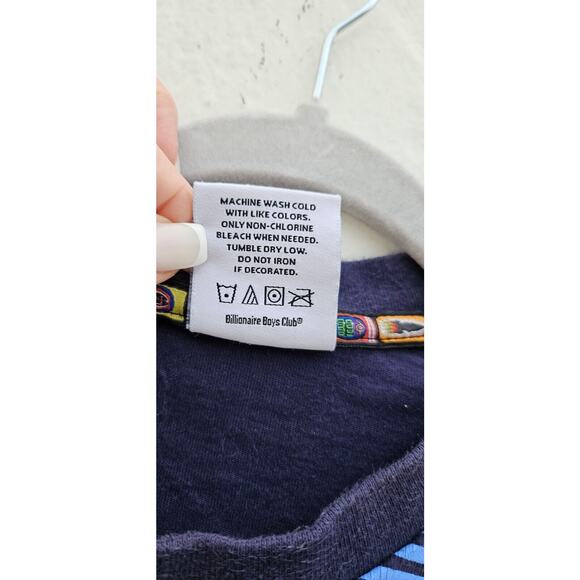 MACHINE WASH COLD
WITH LIKE COLORS.
ONLY NON-CHLORINE
BLEACH WHEN NEEDED.
TUMBLE DRY LOW.
DO NOT IRON
IF DECORATED.
Billionaire Boys Club®